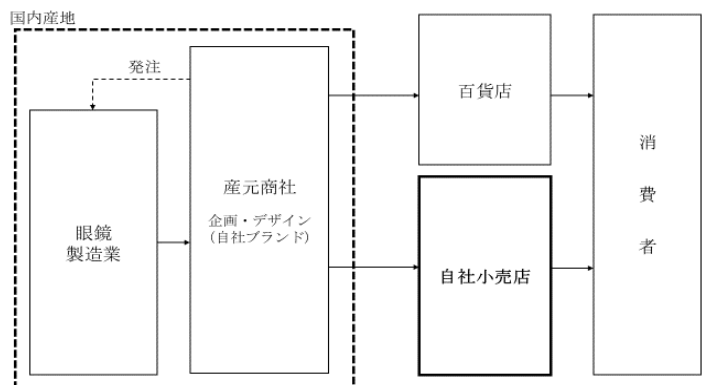 国内産地
発注
眼鏡
製造業
産元商社
企画・デザイン
(自社ブランド)
百貨店
自社小売店
消
費
者